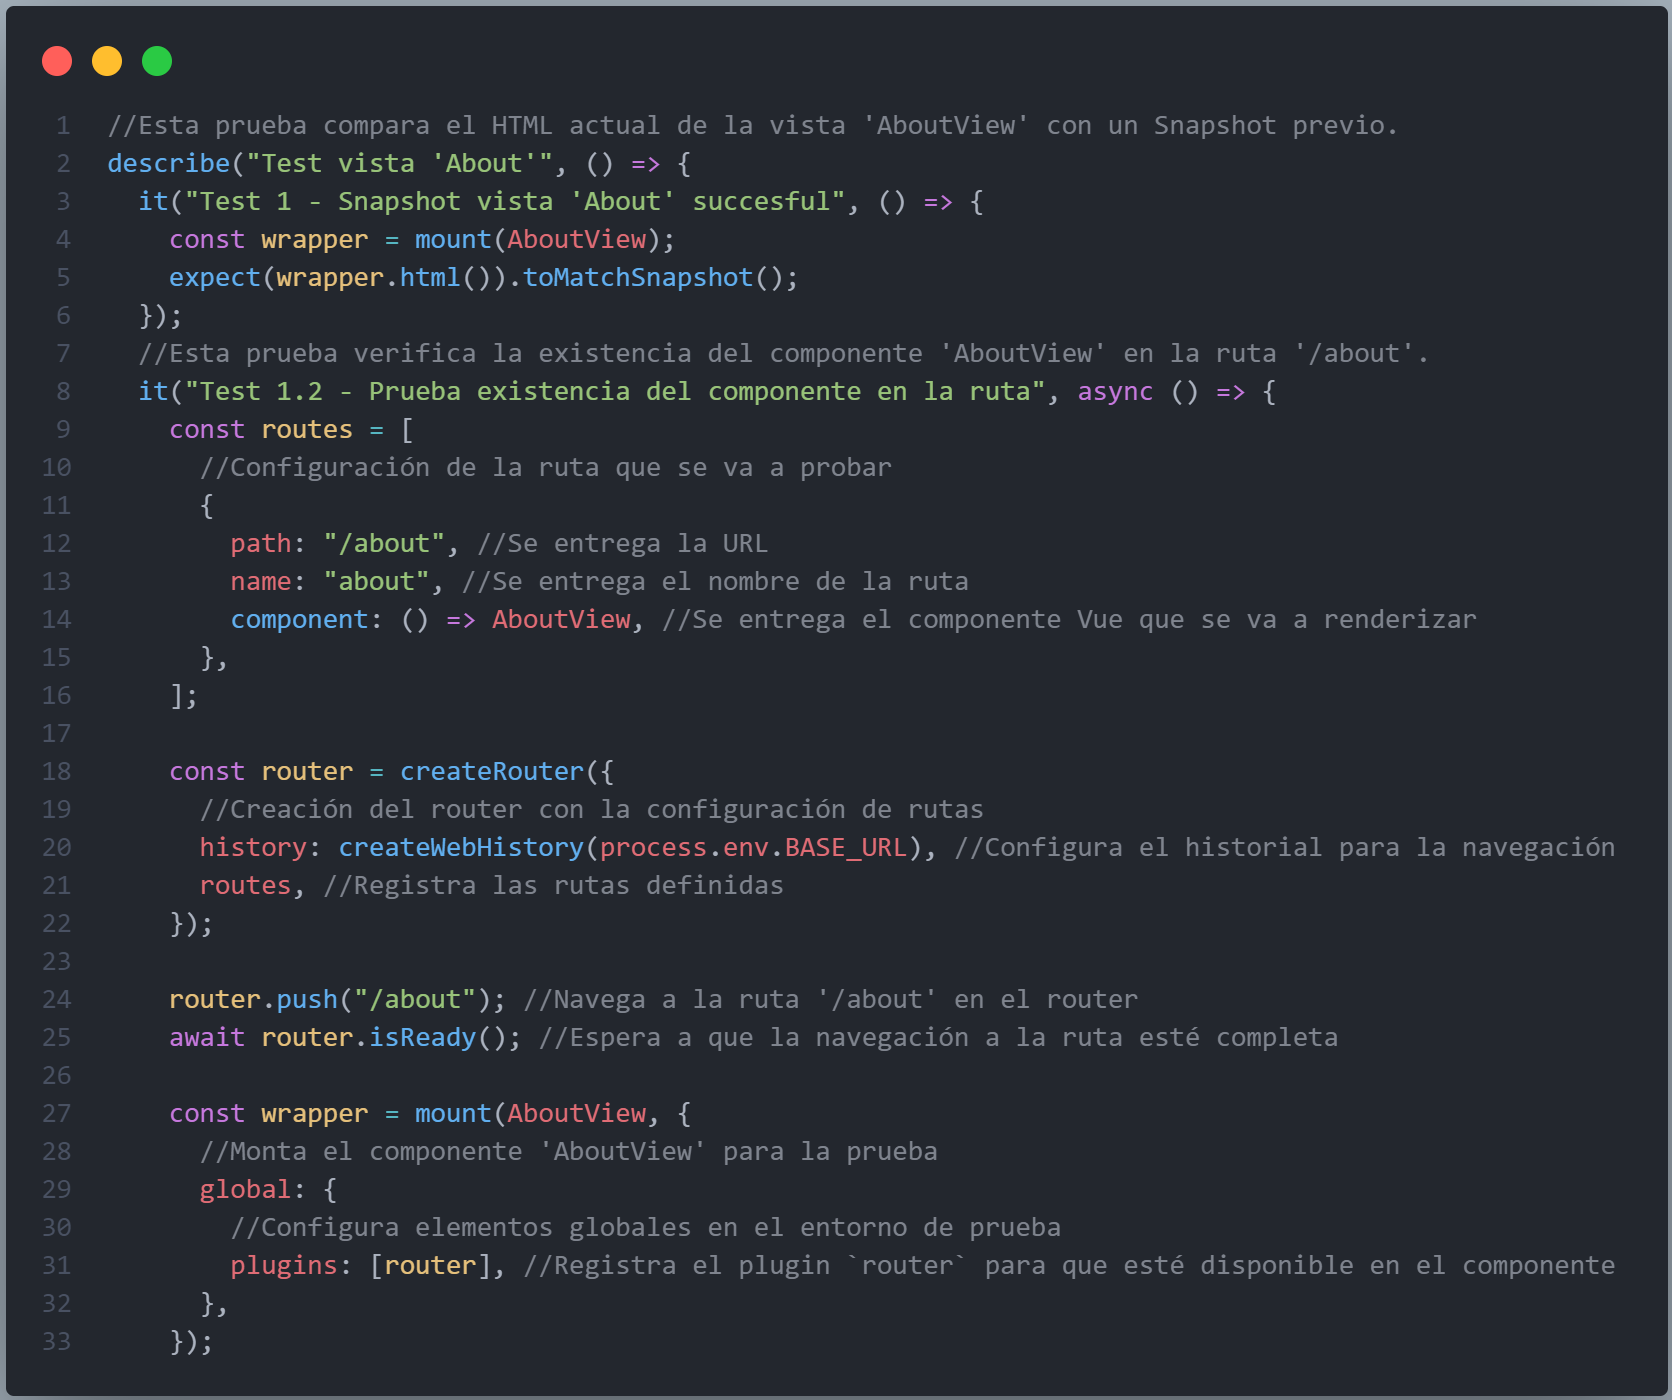 1 //Esta prueba compara el HTML actual de la vista 'AboutView' con un Snapshot previo.
2 describe("Test vista 'About'", () => {
3   it("Test 1 - Snapshot vista 'About' succesful", () => {
4     const wrapper = mount(AboutView);
5     expect(wrapper.html()).toMatchSnapshot();
6   });
7   //Esta prueba verifica la existencia del componente 'AboutView' en la ruta '/about'.
8   it("Test 1.2 - Prueba existencia del componente en la ruta", async () => {
9     const routes = [
10       //Configuración de la ruta que se va a probar
11       {
12         path: "/about", //Se entrega la URL
13         name: "about", //Se entrega el nombre de la ruta
14         component: () => AboutView, //Se entrega el componente Vue que se va a renderizar
15       },
16     ];
17
18     const router = createRouter({
19       //Creación del router con la configuración de rutas
20       history: createWebHistory(process.env.BASE_URL), //Configura el historial para la navegación
21       routes, //Registra las rutas definidas
22     });
23
24     router.push("/about"); //Navega a la ruta '/about' en el router
25     await router.isReady(); //Espera a que la navegación a la ruta esté completa
26
27     const wrapper = mount(AboutView, {
28       //Monta el componente 'AboutView' para la prueba
29       global: {
30         //Configura elementos globales en el entorno de prueba
31         plugins: [router], //Registra el plugin `router` para que esté disponible en el componente
32       },
33     });